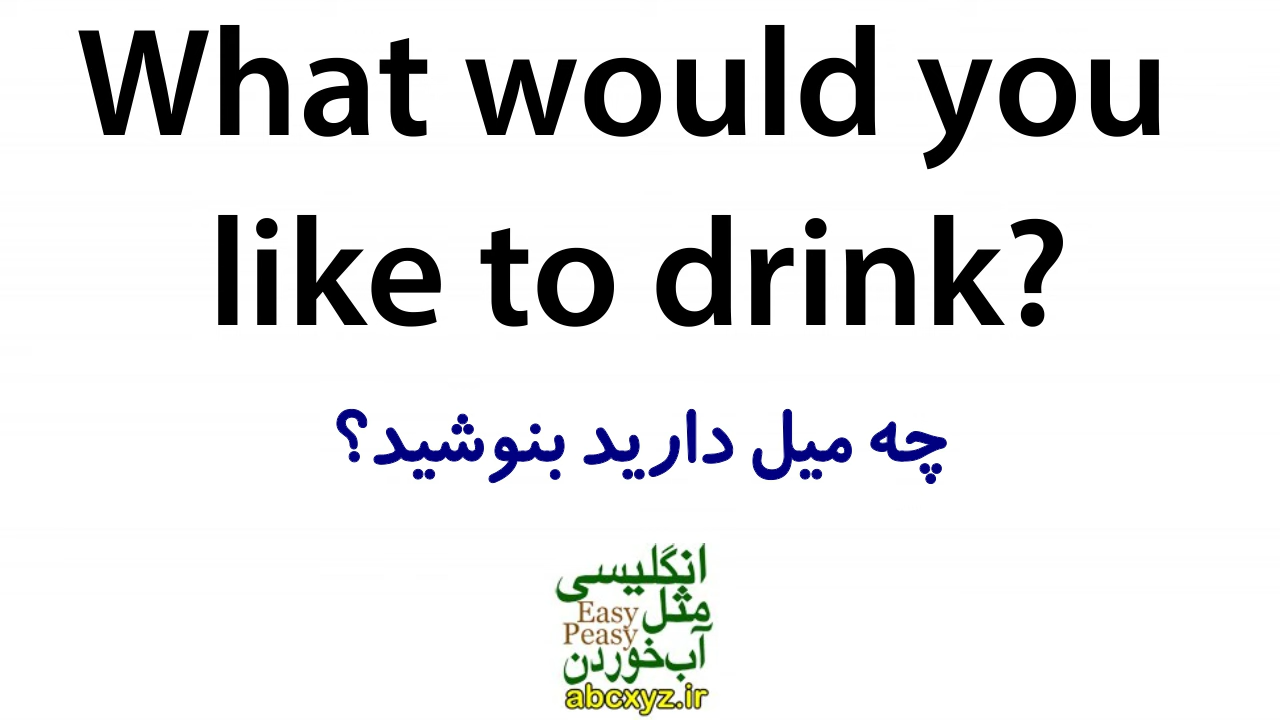 What would you
like to drink?
چه میل دارید بنوشید؟
انگلیسی
مثل Easy
Peasy
آب‌خوردن
abcxyz.ir